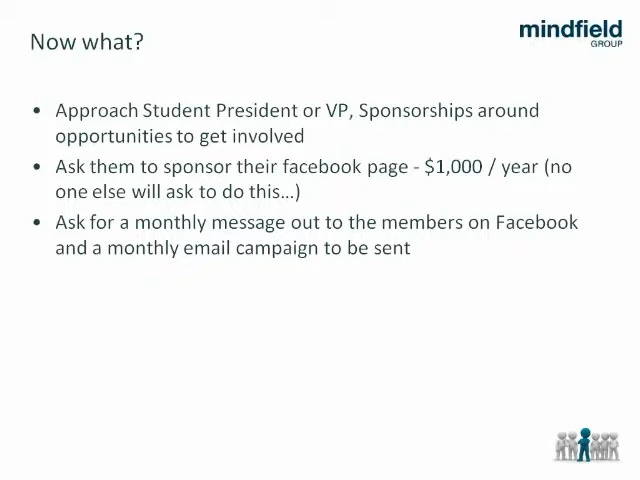 Now what?
mindfield
GROUP
• Approach Student President or VP, Sponsorships around
opportunities to get involved
• Ask them to sponsor their facebook page - $1,000 / year (no
one else will ask to do this…)
• Ask for a monthly message out to the members on Facebook
and a monthly email campaign to be sent